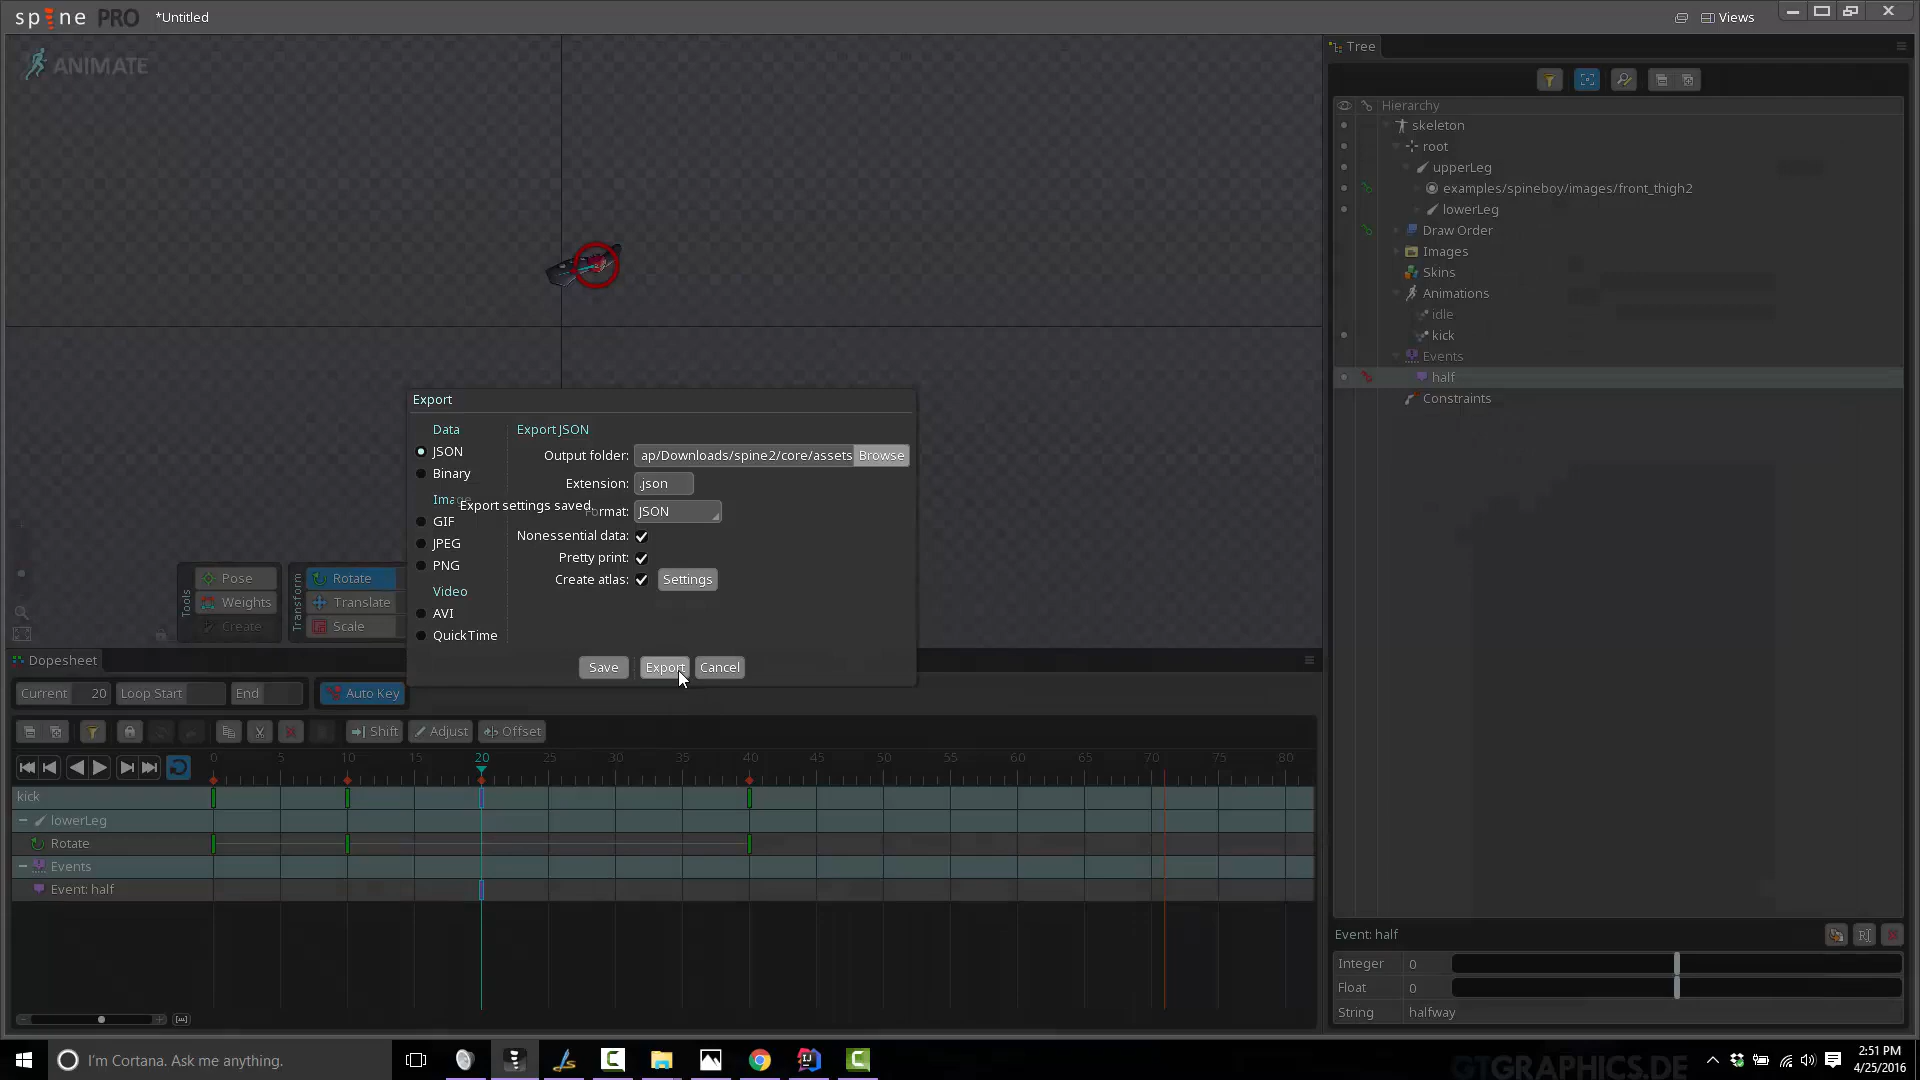 spine PRO *Untitled Views
ANIMATE
Tree
Hierarchy
skeleton
root
upperLeg
examples/spineboy/images/front_thigh2
lowerLeg
Draw Order
Images
Skins
Animations
idle
kick
Events
half
Constraints
Export
Data Export JSON
JSON Output folder: ap/Downloads/spine2/core/assets Browse
Binary Extension: .json
Export settings saved.
Format: JSON
GIF Nonessential data:
JPEG Pretty print:
PNG Create atlas: Settings
Video
AVI
QuickTime
Save Export Cancel
Tools Pose Transform Rotate
Weights Translate
Create Scale
Dopesheet
Current 20 Loop Start End Auto Key
Shift Adjust Offset
0 5 10 15 20 25 30 35 40 45 50 55 60 65 70 75 80
kick
lowerLeg
Rotate
Events
Event: half
Event: half
Integer 0
Float 0
String halfway
I'm Cortana. Ask me anything.
GTGRAPHICS.DE
2:51 PM
4/25/2016